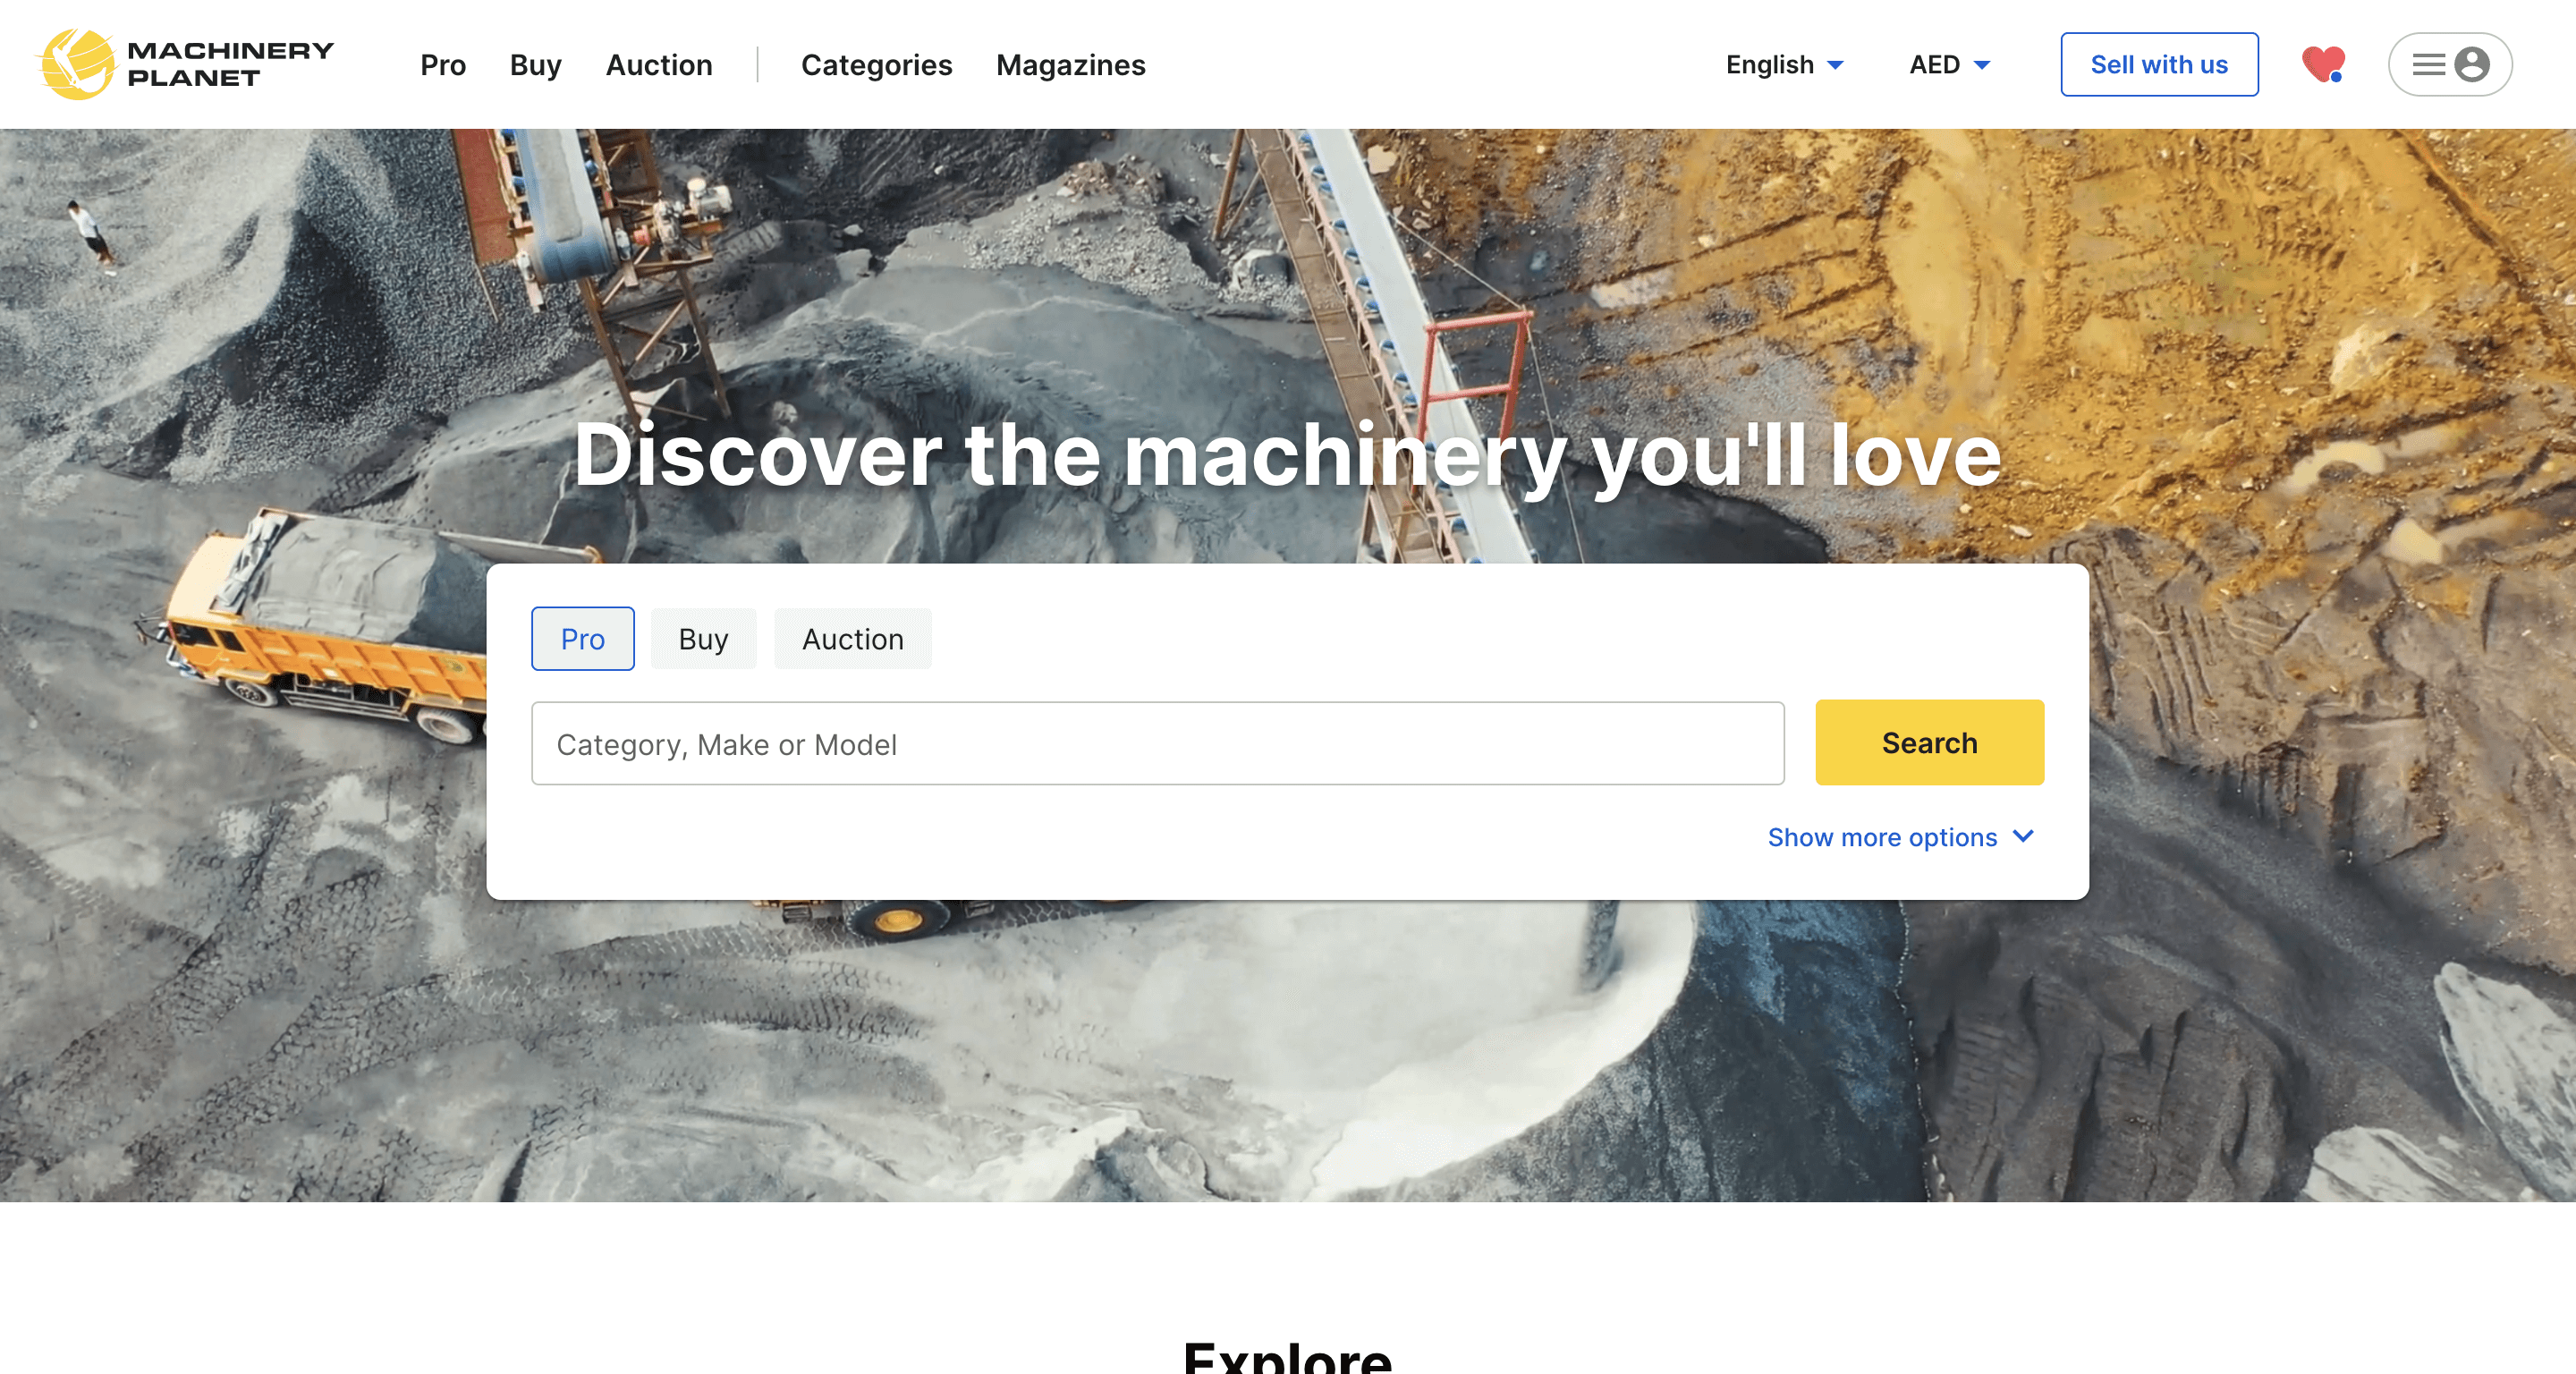 MACHINERY
PLANET
Pro Buy Auction Categories Magazines English AED Sell with us
Discover the machinery you'll love
Pro Buy Auction
Category, Make or Model Search
Show more options
Explore